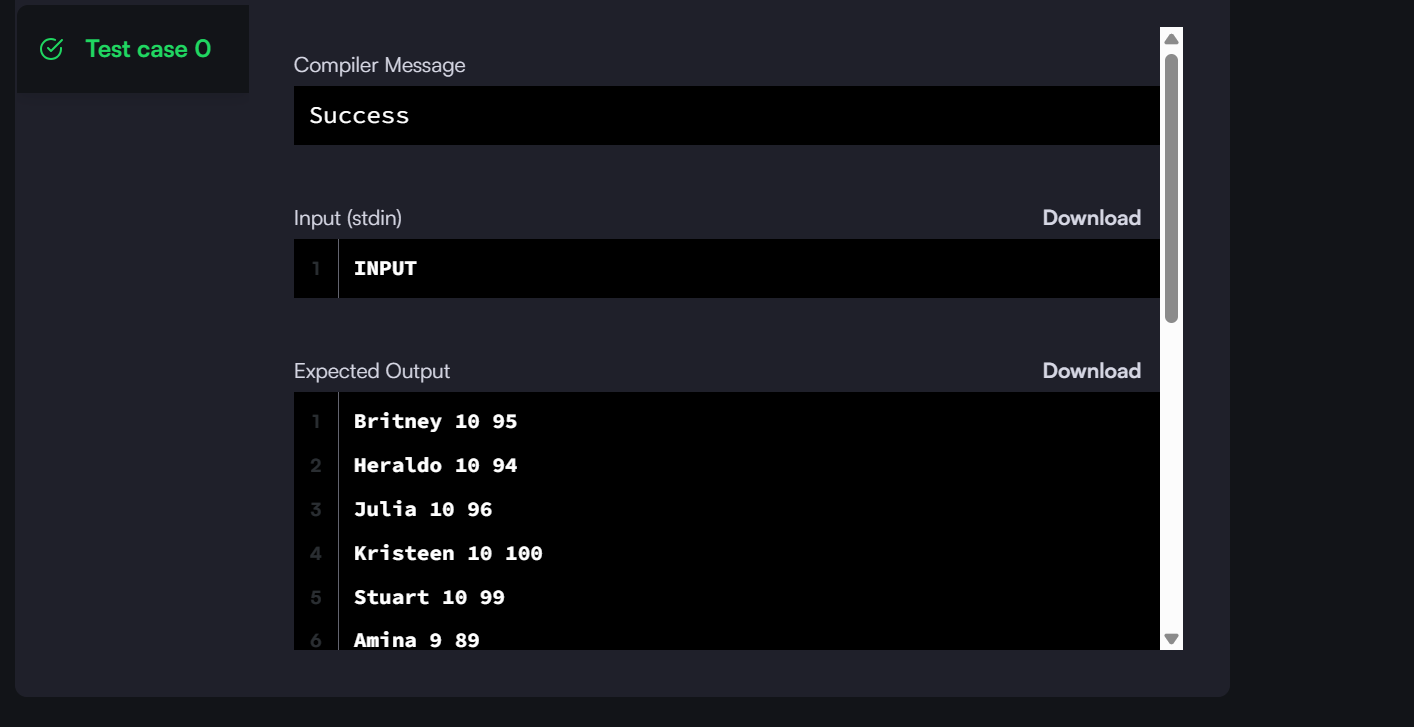 Test case 0
Compiler Message
Success
Input (stdin)
Download
1 INPUT
Expected Output
Download
1 Britney 10 95
2 Heraldo 10 94
3 Julia 10 96
4 Kristeen 10 100
5 Stuart 10 99
6 Amina 9 89